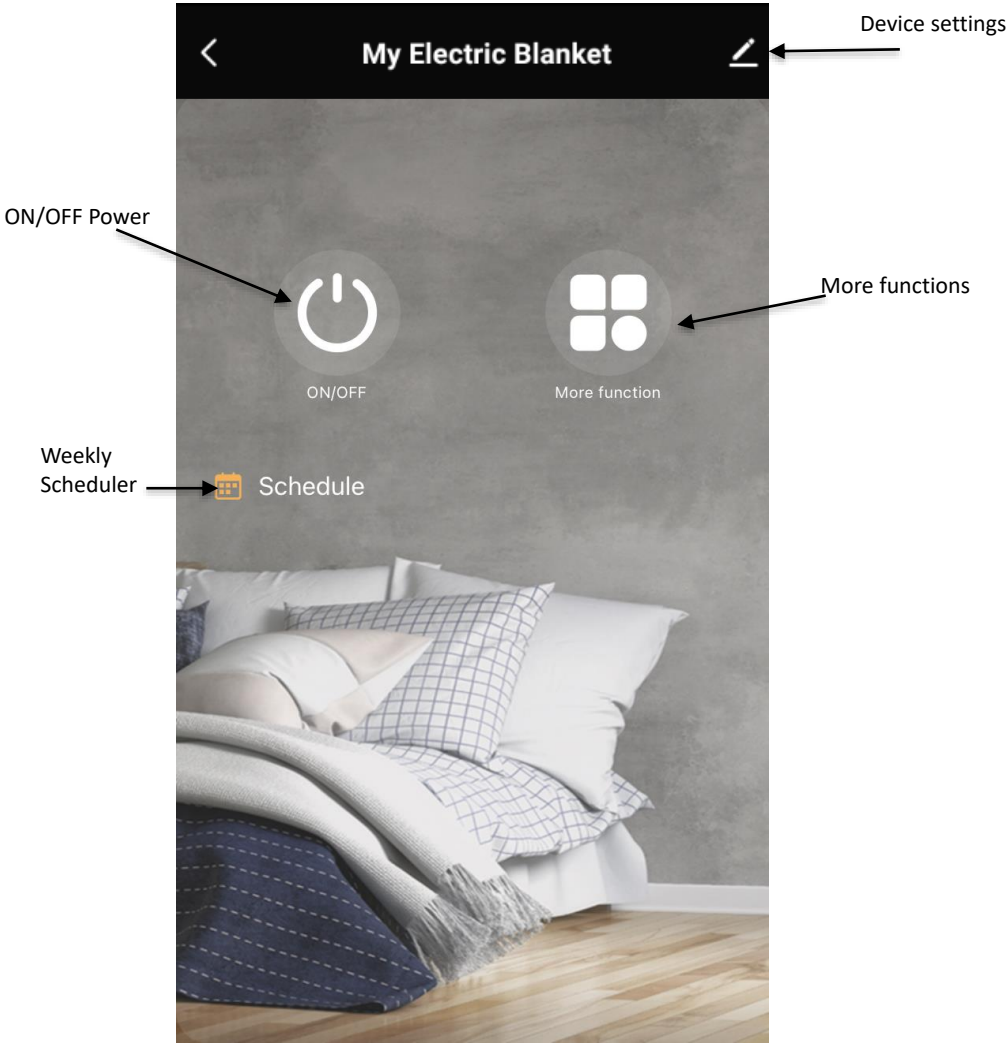 Device settings
My Electric Blanket
ON/OFF Power
More functions
ON/OFF
More function
Weekly
Scheduler
Schedule